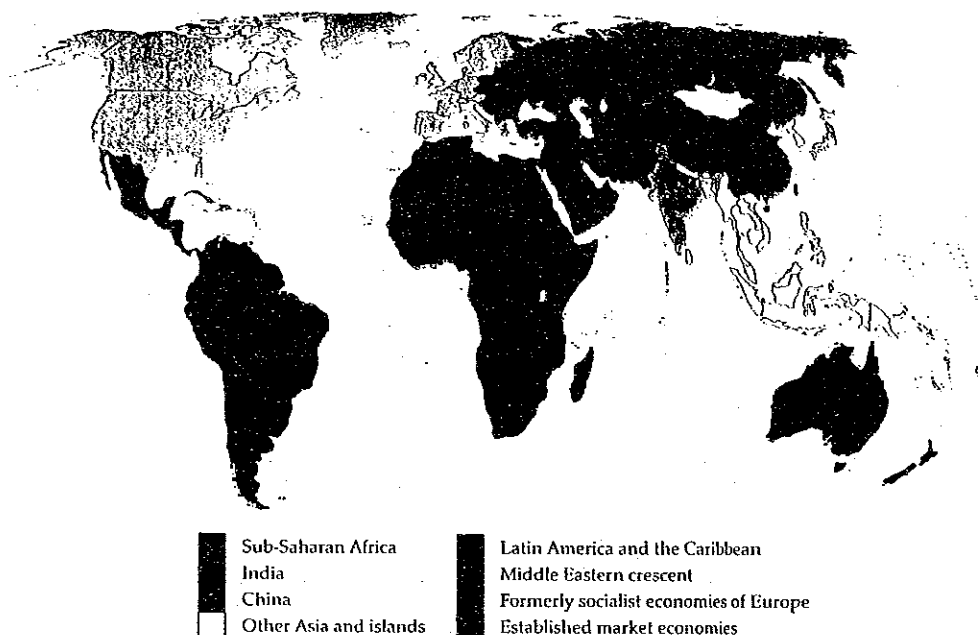 Sub-Saharan Africa
India
China
Other Asia and islands
Latin America and the Caribbean
Middle Eastern crescent
Formerly socialist economies of Europe
Established market economies